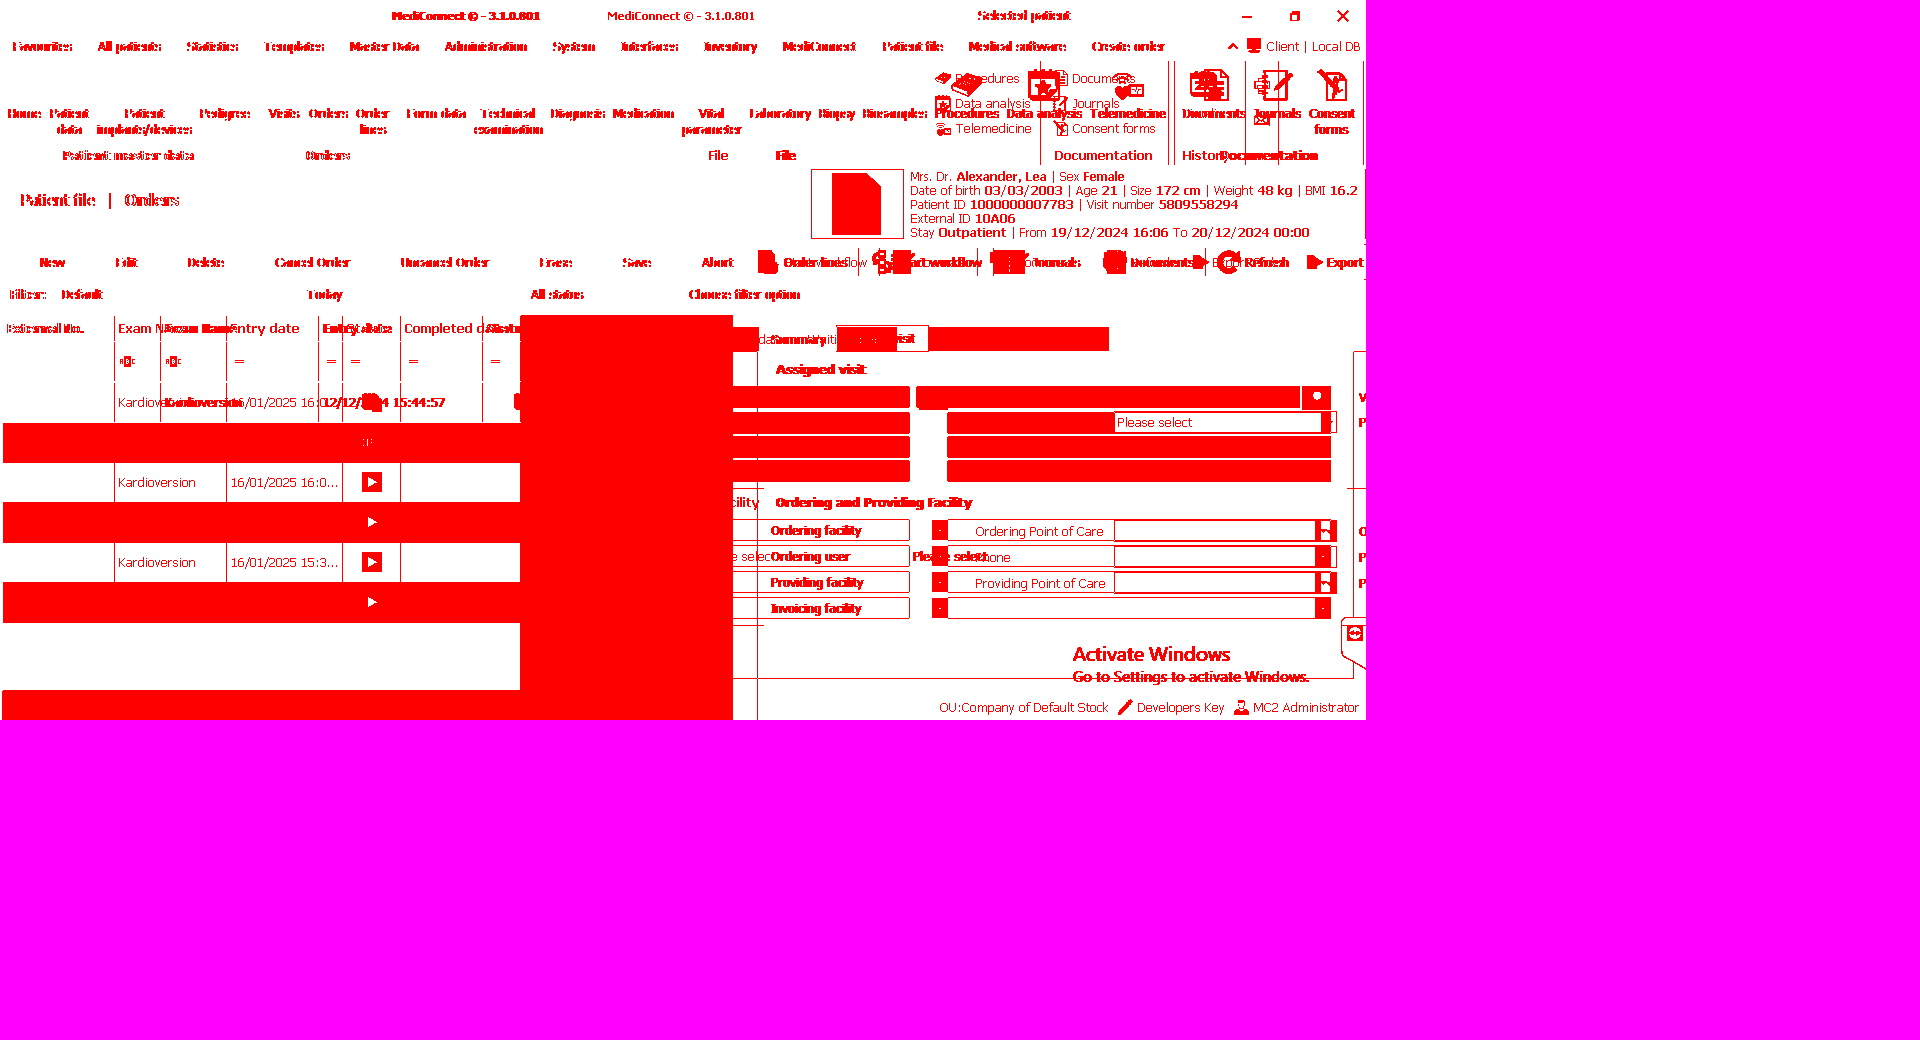 MediConnect © - 3.1.0.801 MediConnect © - 3.1.0.801 Selected patient
Favourites All patients Statistics Templates Master Data Administration System Interfaces Inventory MediConnect Patient file Medical software Create order Client | Local DB
Procedures Documents
Data analysis Journals
Telemedicine Consent forms
Home Patient data Patient implants/devices Pedigree Visits Orders Order lines Form data Technical examination Diagnosis Medication Vital parameter Laboratory Biopsy Biosamples Procedures Data analysis Telemedicine Documents Journals Consent forms
Patient master data Orders File File Documentation History Documentation
Mrs. Dr. Alexander, Lea | Sex Female
Date of birth 03/03/2003 | Age 21 | Size 172 cm | Weight 48 kg | BMI 16.2
Patient ID 1000000007783 | Visit number 5809558294
External ID 10A06
Stay Outpatient | From 19/12/2024 16:06 To 20/12/2024 00:00
Patient file | Orders
New Edit Delete Cancel Order Uncancel Order Erase Save Abort Order lines workflow Journals Documents Refresh Export
Filter: Default Today All status Choose filter option
Exam Exam Name Entry date Entry date Completed
Summary visit
Assigned visit
Kardioversion 16/01/2025 16:0 Kardioversion 12/12/ 4 15:44:57
Please select
Kardioversion 16/01/2025 16:0...
Ordering and Providing Facility
Ordering facility Ordering Point of Care
Kardioversion 16/01/2025 15:3... Ordering user Please select
Providing facility Providing Point of Care
Invoicing facility
Activate Windows
Go to Settings to activate Windows.
OU:Company of Default Stock Developers Key MC2 Administrator